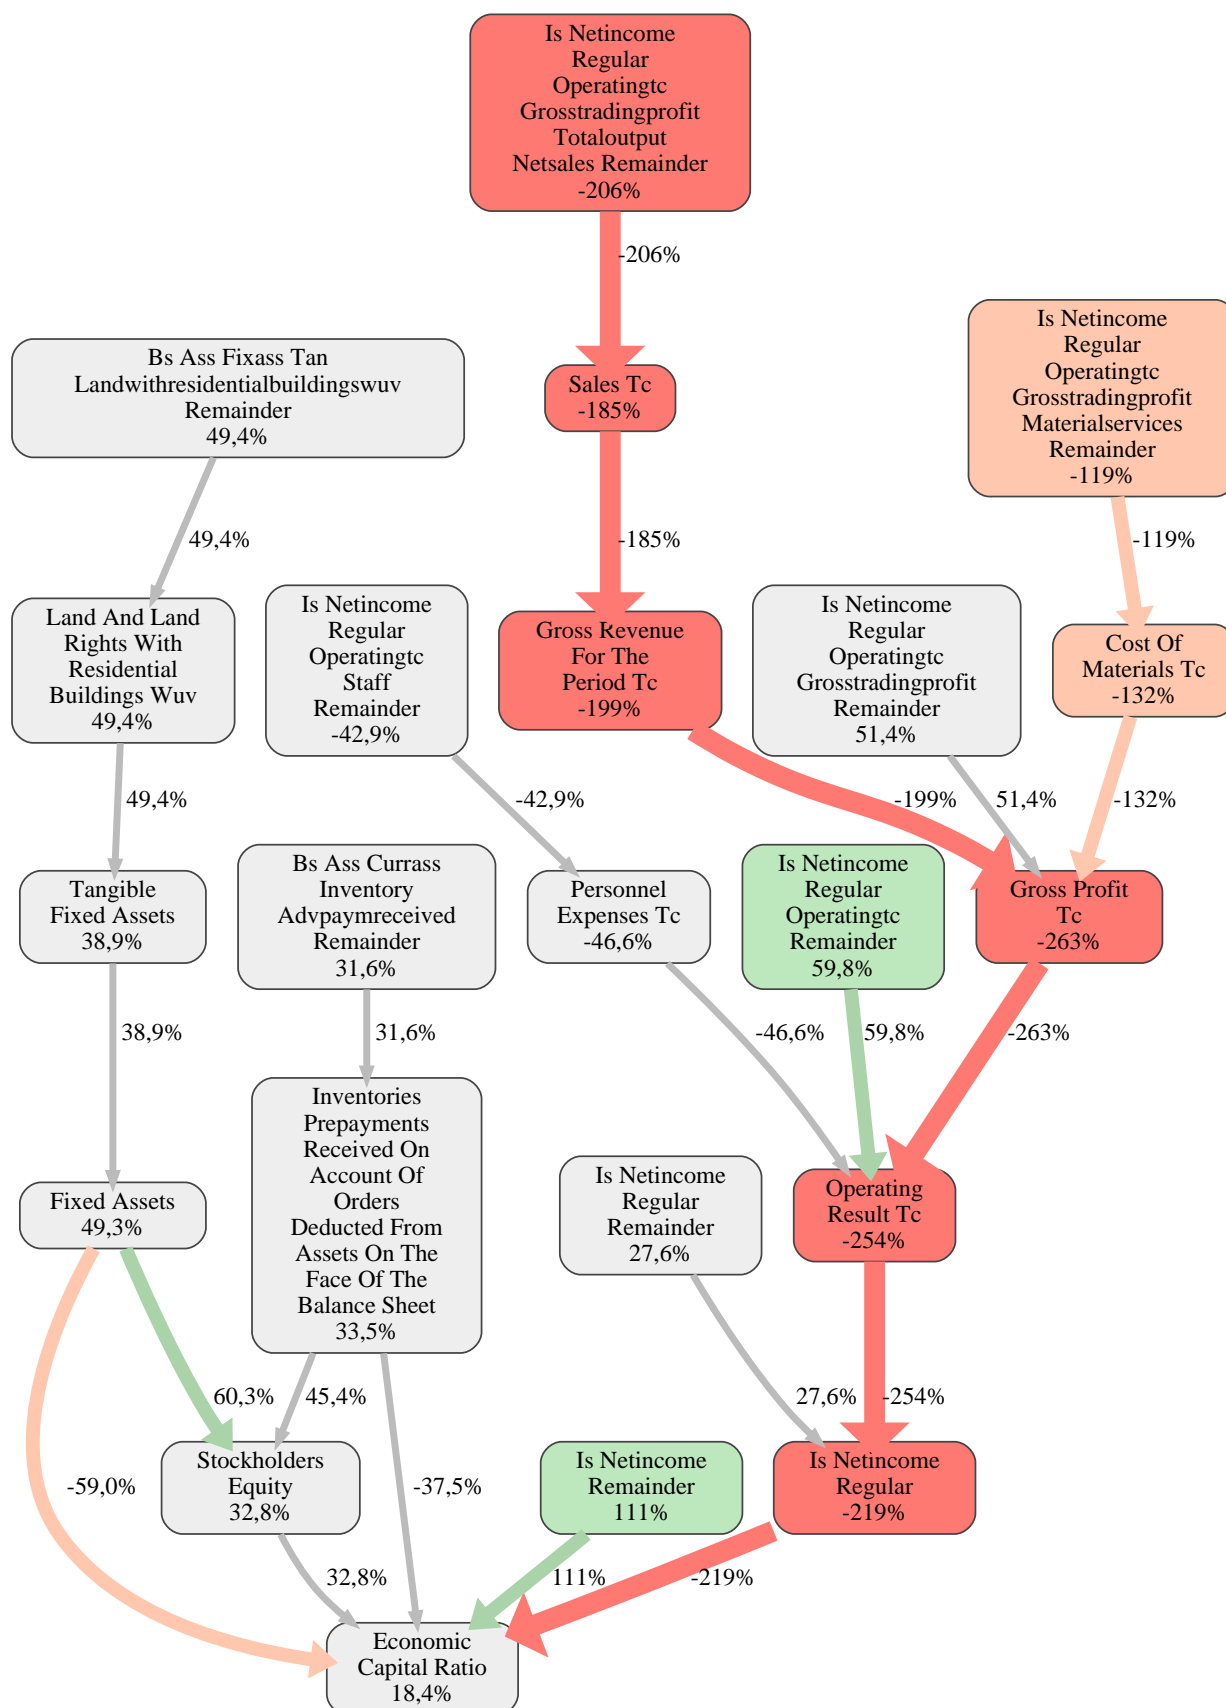 Is Netincome
Regular
Operatingtc
Grosstradingprofit
Totaloutput
Netsales Remainder
-206%
-206%
Is Netincome
Regular
Operatingtc
Grosstradingprofit
Materialservices
Remainder
-119%
Bs Ass Fixass Tan
Landwithresidentialbuildingswuv
Remainder
49,4%
Sales Tc
-185%
49,4%
-185%
-119%
Land And Land
Rights With
Residential
Buildings Wuv
49,4%
Is Netincome
Regular
Operatingtc
Staff
Remainder
-42,9%
Gross Revenue
For The
Period Tc
-199%
Is Netincome
Regular
Operatingtc
Grosstradingprofit
Remainder
51,4%
Cost Of
Materials Tc
-132%
49,4%
-42,9%
-199%
51,4%
-132%
Tangible
Fixed Assets
38,9%
Bs Ass Currass
Inventory
Advpaymreceived
Remainder
31,6%
Personnel
Expenses Tc
-46,6%
Is Netincome
Regular
Operatingtc
Remainder
59,8%
Gross Profit
Tc
-263%
38,9%
31,6%
-46,6%
59,8%
-263%
Fixed Assets
49,3%
Inventories
Prepayments
Received On
Account Of
Orders
Deducted From
Assets On The
Face Of The
Balance Sheet
33,5%
Is Netincome
Regular
Remainder
27,6%
Operating
Result Tc
-254%
60,3%
45,4%
27,6%
-254%
Stockholders
Equity
32,8%
Is Netincome
Remainder
111%
Is Netincome
Regular
-219%
-59,0%
-37,5%
32,8%
111%
-219%
Economic
Capital Ratio
18,4%